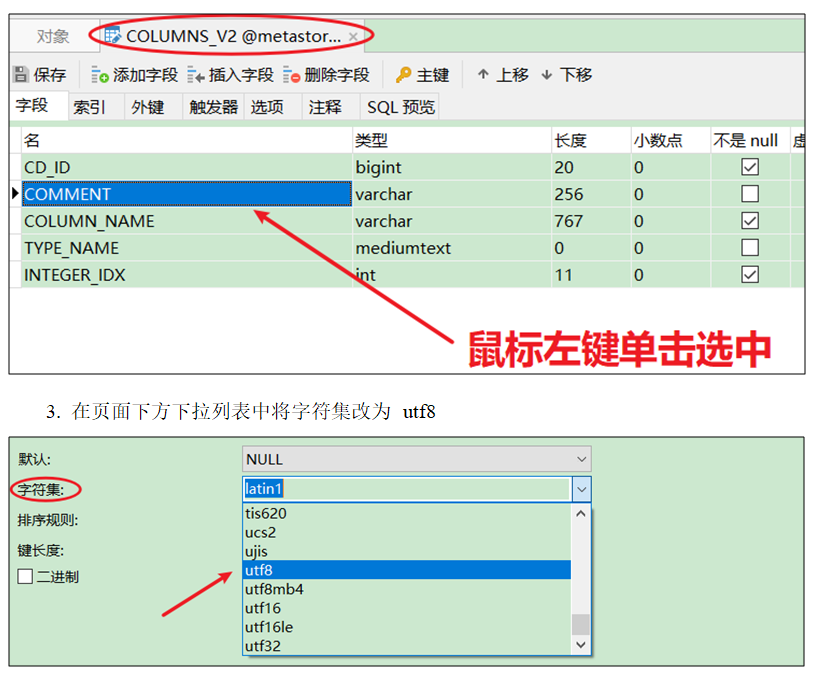 对象 COLUMNS_V2 @metastor... ×
保存 添加字段 插入字段 删除字段 主键 上移 下移
字段 索引 外键 触发器 选项 注释 SQL 预览
名 类型 长度 小数点 不是 null 虚
CD_ID bigint 20 0
COMMENT varchar 256 0
COLUMN_NAME varchar 767 0
TYPE_NAME mediumtext 0 0
INTEGER_IDX int 11 0
鼠标左键单击选中
3. 在页面下方下拉列表中将字符集改为 utf8
默认: NULL
字符集: latin1
排序规则: tis620
ucs2
键长度: ujis
二进制 utf8
utf8mb4
utf16
utf16le
utf32